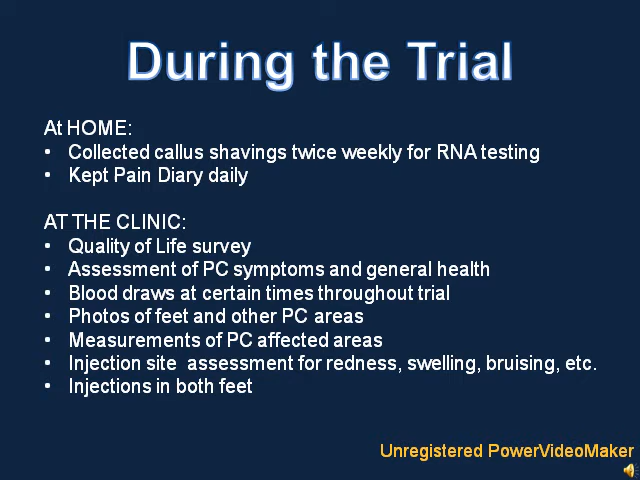 During the Trial
At HOME:
• Collected callus shavings twice weekly for RNA testing
• Kept Pain Diary daily
AT THE CLINIC:
• Quality of Life survey
• Assessment of PC symptoms and general health
• Blood draws at certain times throughout trial
• Photos of feet and other PC areas
• Measurements of PC affected areas
• Injection site  assessment for redness, swelling, bruising, etc.
• Injections in both feet
Unregistered PowerVideoMaker